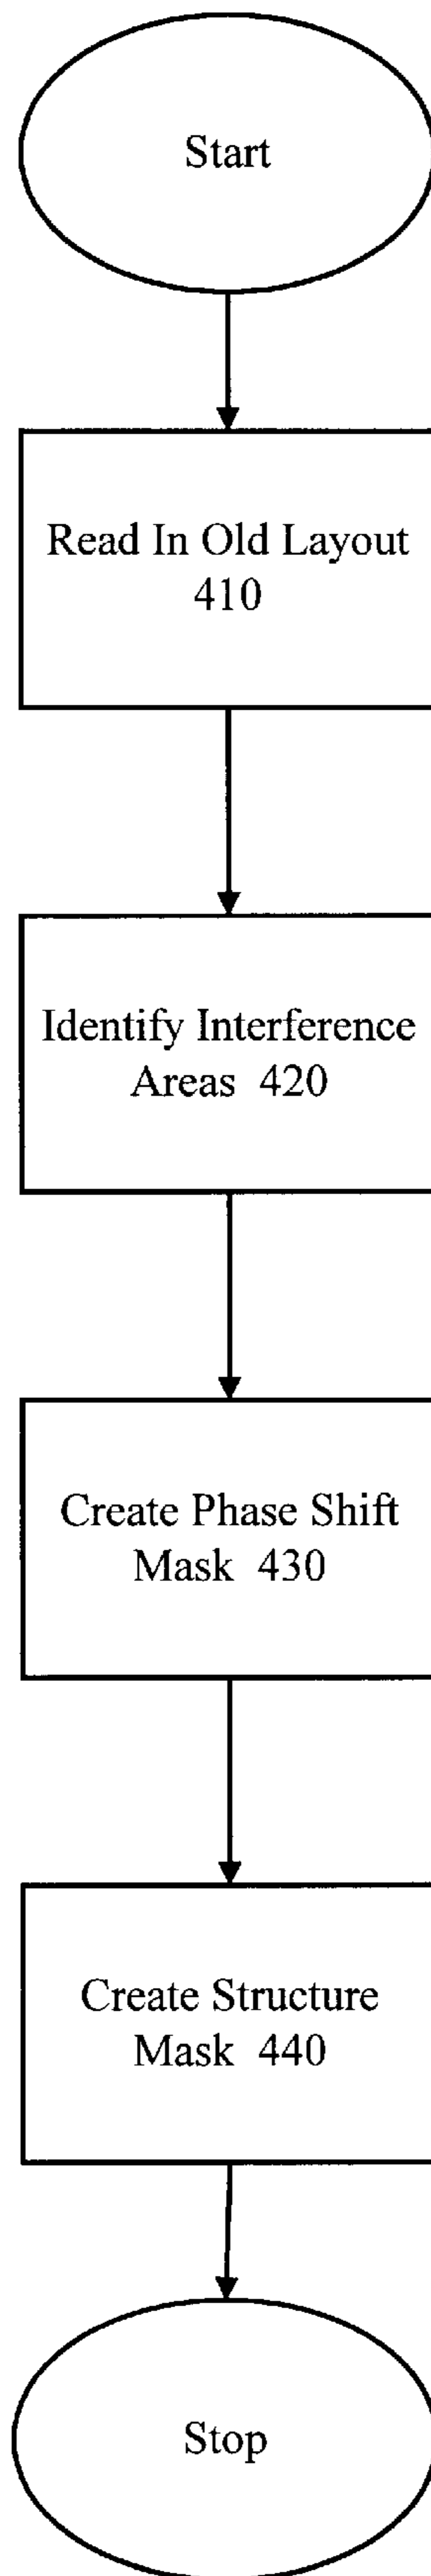 Start
Read In Old Layout
410
Identify Interference
Areas 420
Create Phase Shift
Mask 430
Create Structure
Mask 440
Stop